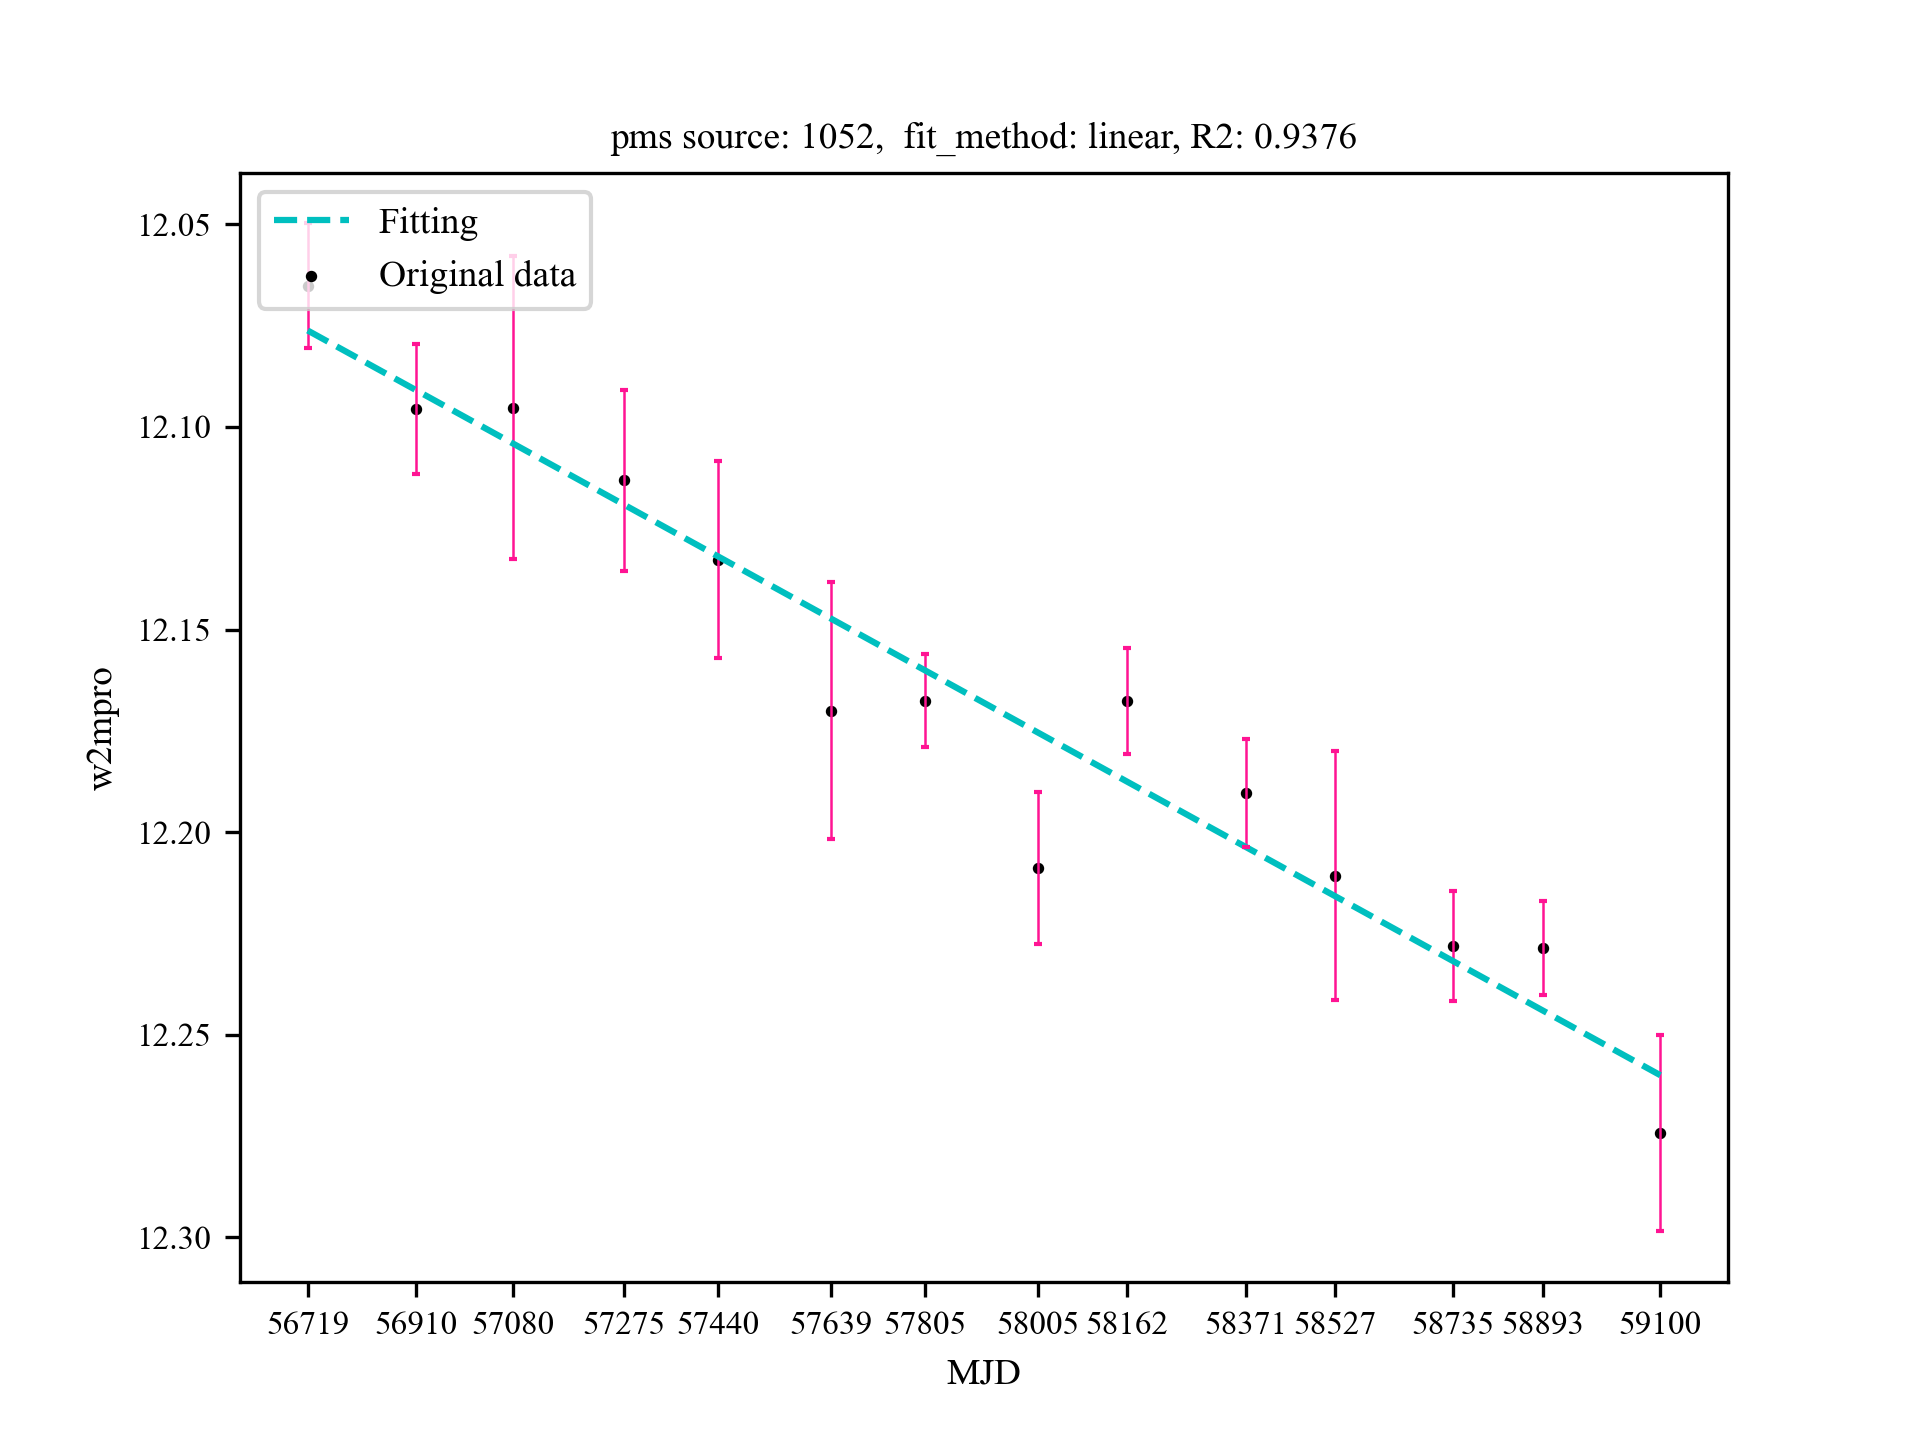 pms source: 1052,  fit_method: linear, R2: 0.9376
Fitting
Original data
12.05
12.10
12.15
12.20
12.25
12.30
w2mpro
56719 56910 57080 57275 57440 57639 57805 58005 58162 58371 58527 58735 58893 59100
MJD